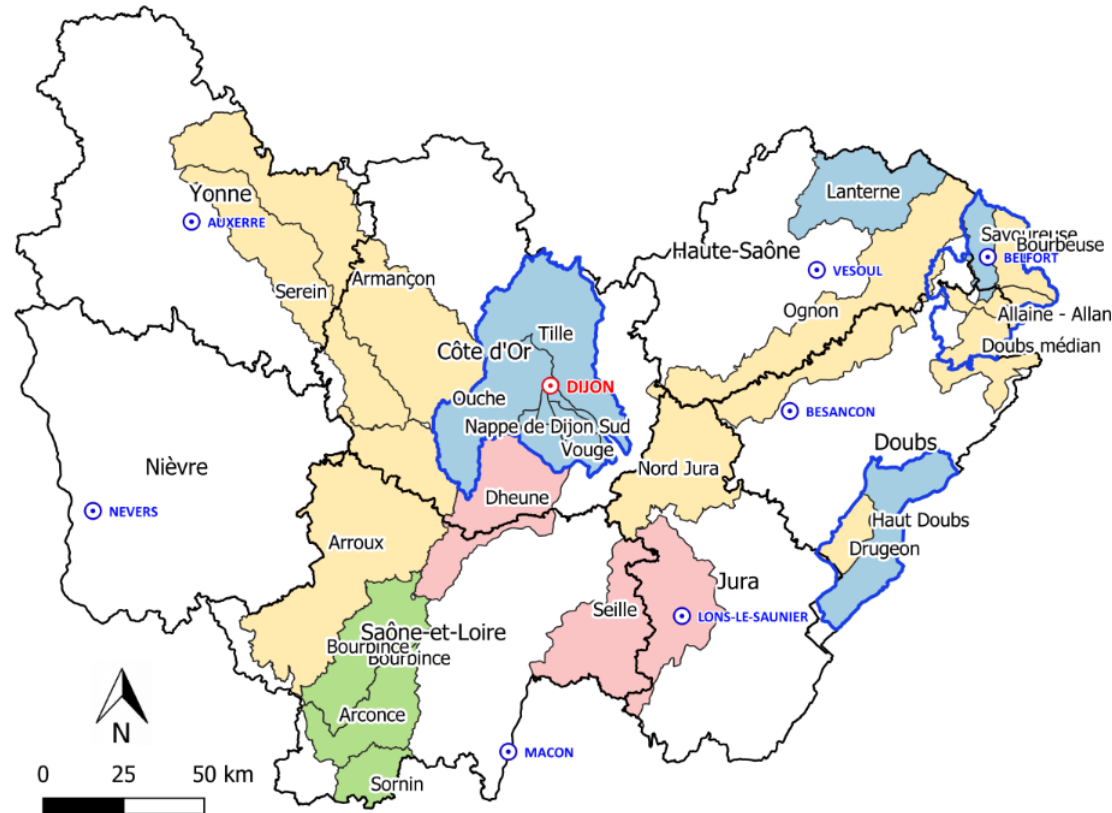 Lanterne
Yonne
AUXERRE
Savoureuse
Bourbeuse
Haute-Saône
BELFORT
VESOUL
Armançon
Serein
Ognon
Allaine - Allan
Tille
Doubs médian
Côte d'Or
DIJON
Ouche
BESANCON
Nappe de Dijon Sud
Vouge
Doubs
Nièvre
Nord Jura
Dheune
NEVERS
Haut Doubs
Arroux
Drugeon
Jura
Seille
LONS-LE-SAUNIER
Saône-et-Loire
Bourbince
Bourbince
Arconce
N
MACON
Sornin
0 25 50 km